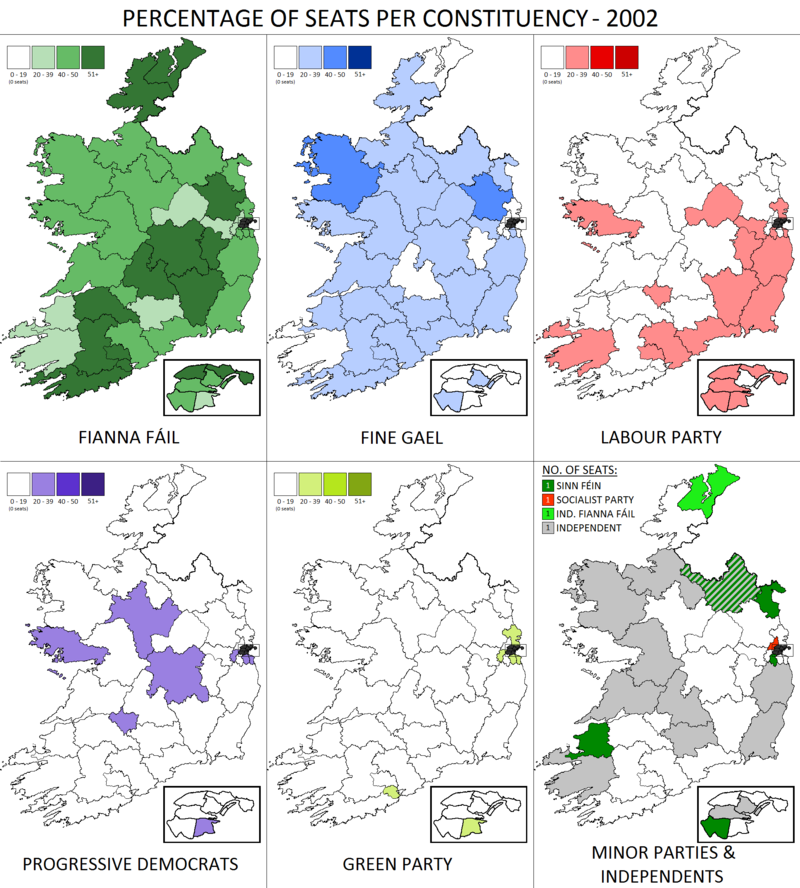 PERCENTAGE OF SEATS PER CONSTITUENCY - 2002
0 - 19 20 - 39 40 - 50 51+
(0 seats)
FIANNA FÁIL
0 - 19 20 - 39 40 - 50 51+
(0 seats)
FINE GAEL
0 - 19 20 - 39 40 - 50 51+
(0 seats)
LABOUR PARTY
0 - 19 20 - 39 40 - 50 51+
(0 seats)
PROGRESSIVE DEMOCRATS
0 - 19 20 - 39 40 - 50 51+
(0 seats)
GREEN PARTY
NO. OF SEATS:
1 SINN FÉIN
1 SOCIALIST PARTY
1 IND. FIANNA FÁIL
1 INDEPENDENT
MINOR PARTIES &
INDEPENDENTS